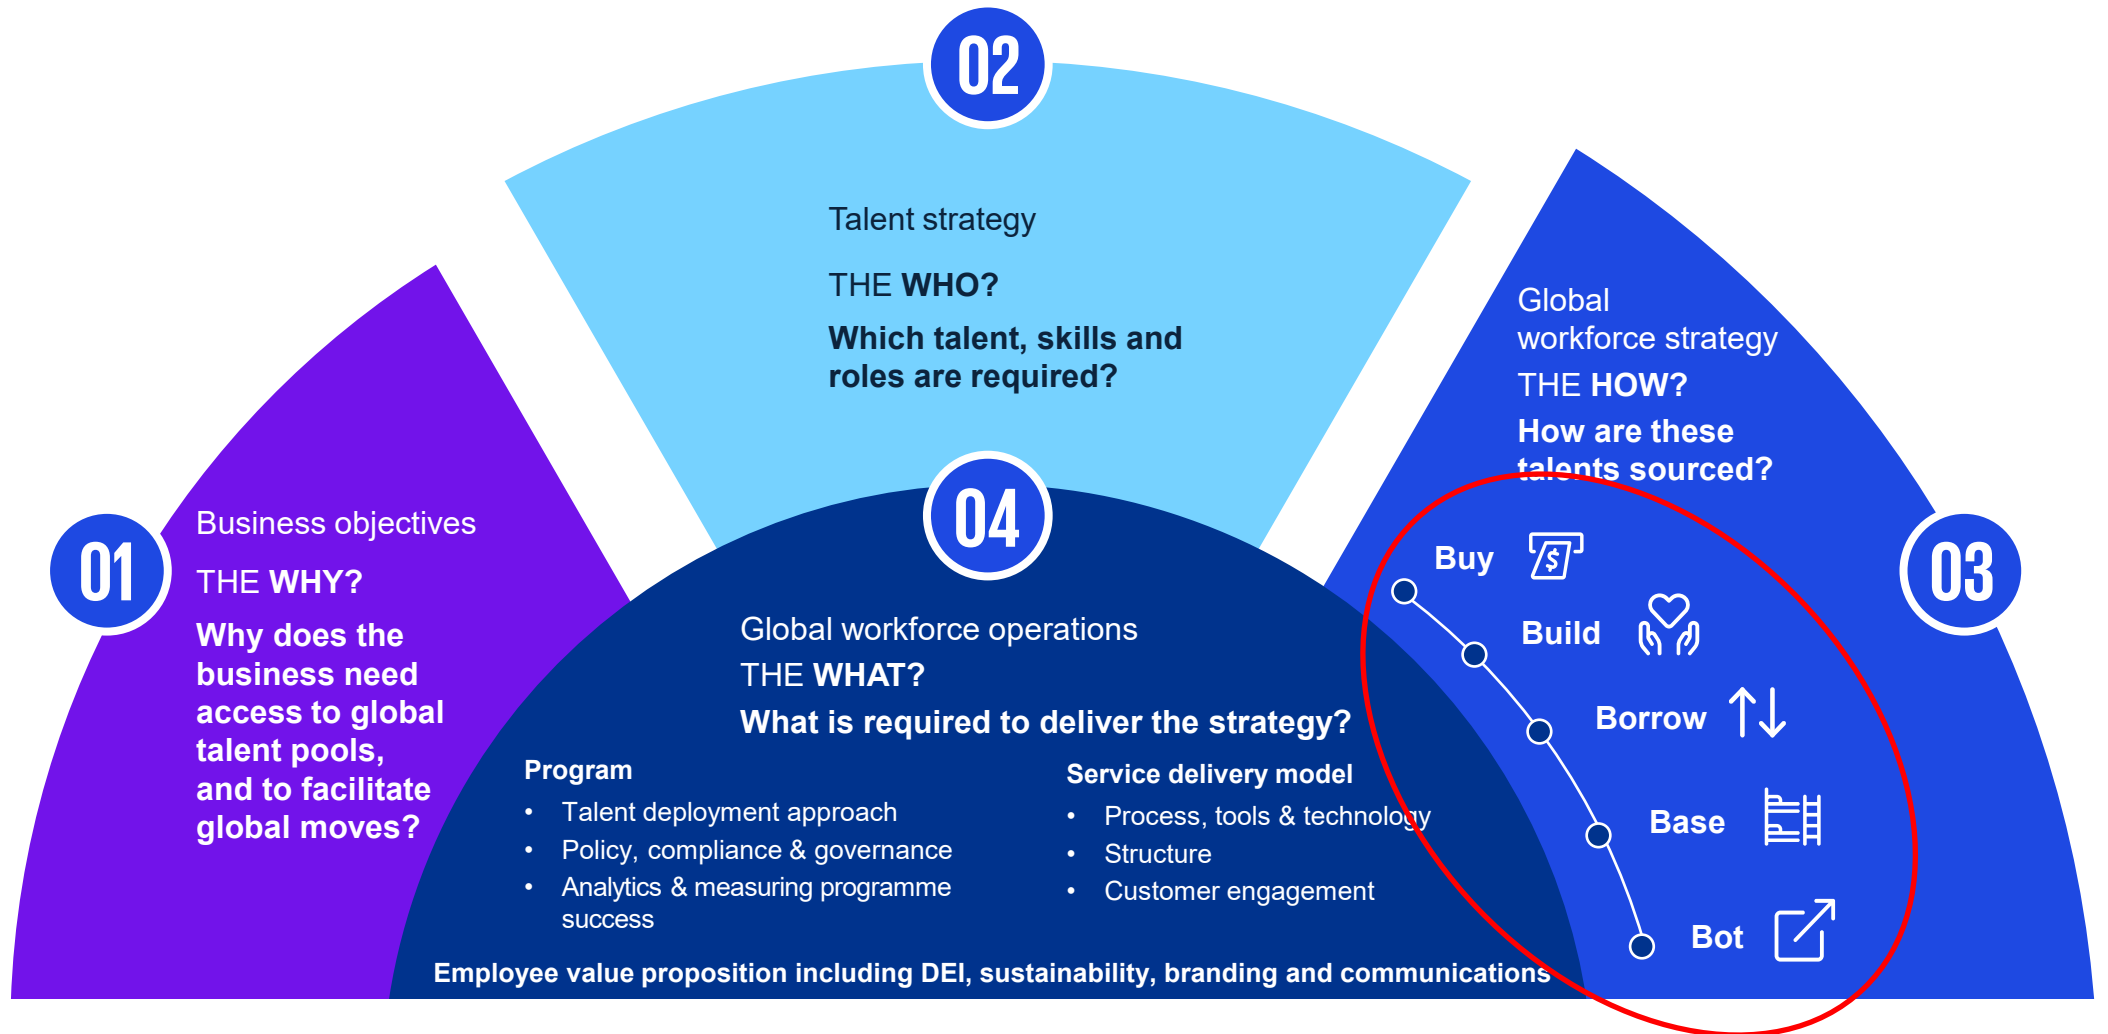 01
Business objectives
THE WHY?
Why does the
business need
access to global
talent pools,
and to facilitate
global moves?
02
Talent strategy
THE WHO?
Which talent, skills and
roles are required?
03
Global
workforce strategy
THE HOW?
How are these
talents sourced?
Buy
$
Build
Borrow
Base
Bot
04
Global workforce operations
THE WHAT?
What is required to deliver the strategy?
Program
• Talent deployment approach
• Policy, compliance & governance
• Analytics & measuring programme
success
Service delivery model
• Process, tools & technology
• Structure
• Customer engagement
Employee value proposition including DEI, sustainability, branding and communications